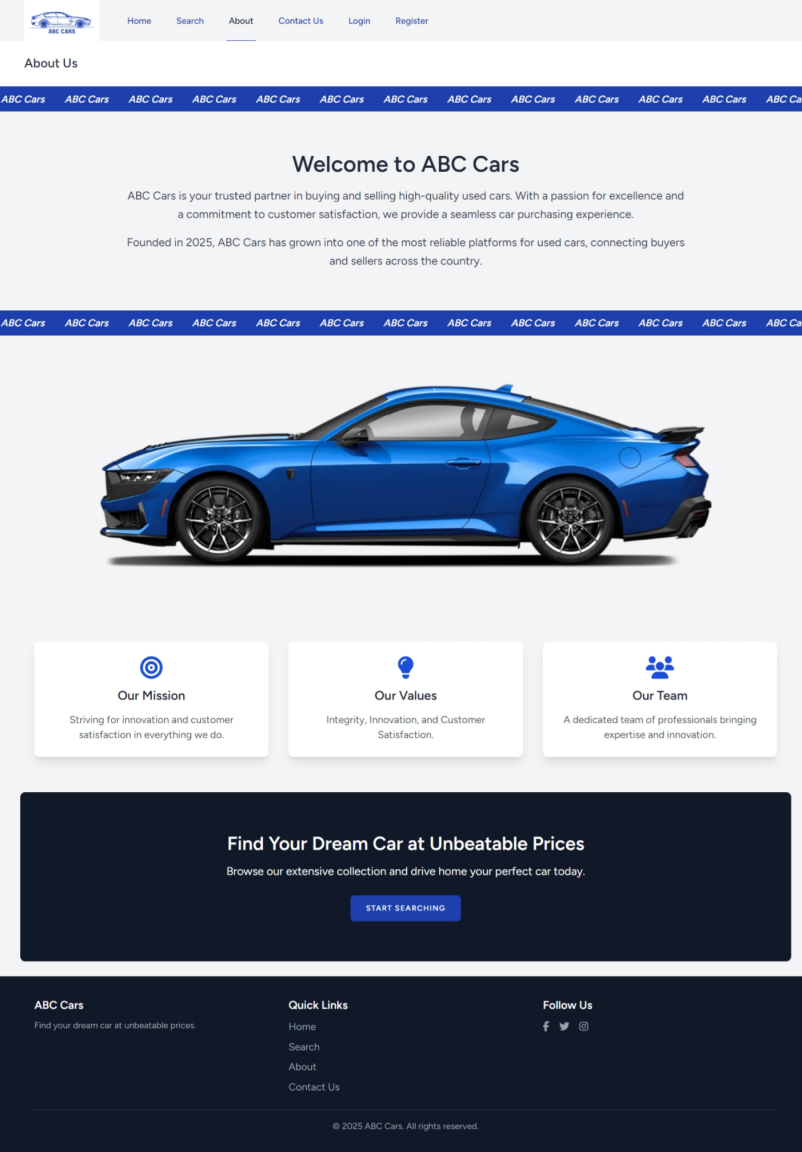 ABC CARS
Home Search About Contact Us Login Register
About Us
ABC Cars ABC Cars ABC Cars ABC Cars ABC Cars ABC Cars ABC Cars ABC Cars ABC Cars ABC Cars ABC Cars ABC Cars ABC Ca
Welcome to ABC Cars
ABC Cars is your trusted partner in buying and selling high-quality used cars. With a passion for excellence and
a commitment to customer satisfaction, we provide a seamless car purchasing experience.
Founded in 2025, ABC Cars has grown into one of the most reliable platforms for used cars, connecting buyers
and sellers across the country.
ABC Cars ABC Cars ABC Cars ABC Cars ABC Cars ABC Cars ABC Cars ABC Cars ABC Cars ABC Cars ABC Cars ABC Cars ABC Ca
Our Mission
Striving for innovation and customer
satisfaction in everything we do.
Our Values
Integrity, Innovation, and Customer
Satisfaction.
Our Team
A dedicated team of professionals bringing
expertise and innovation.
Find Your Dream Car at Unbeatable Prices
Browse our extensive collection and drive home your perfect car today.
START SEARCHING
ABC Cars
Find your dream car at unbeatable prices.
Quick Links
Home
Search
About
Contact Us
Follow Us
© 2025 ABC Cars. All rights reserved.